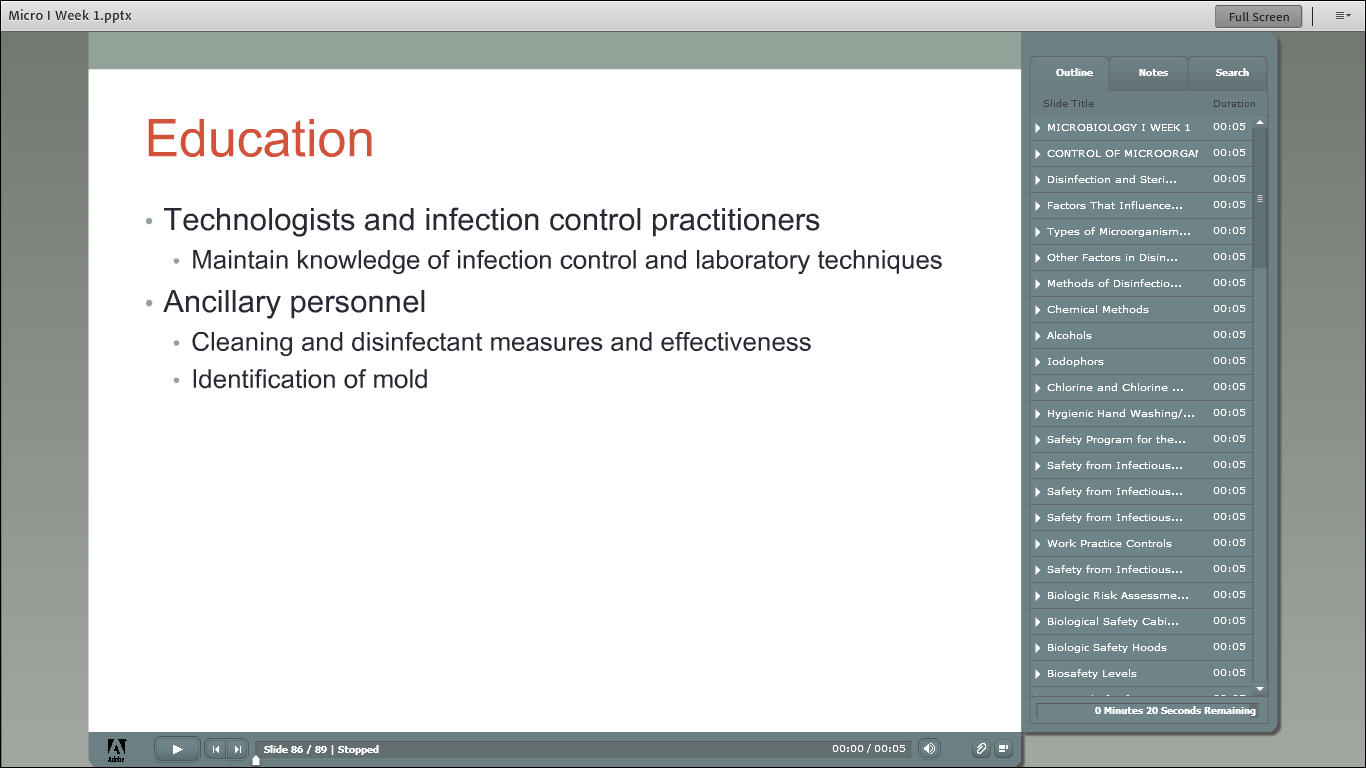 Micro I Week 1.pptx
Full Screen
Education
• Technologists and infection control practitioners
• Maintain knowledge of infection control and laboratory techniques
• Ancillary personnel
• Cleaning and disinfectant measures and effectiveness
• Identification of mold
Outline Notes Search
Slide Title Duration
MICROBIOLOGY I WEEK 1 00:05
CONTROL OF MICROORGAN 00:05
Disinfection and Steri... 00:05
Factors That Influence... 00:05
Types of Microorganism... 00:05
Other Factors in Disin... 00:05
Methods of Disinfectio... 00:05
Chemical Methods 00:05
Alcohols 00:05
Iodophors 00:05
Chlorine and Chlorine ... 00:05
Hygienic Hand Washing/... 00:05
Safety Program for the... 00:05
Safety from Infectious... 00:05
Safety from Infectious... 00:05
Safety from Infectious... 00:05
Work Practice Controls 00:05
Safety from Infectious... 00:05
Biologic Risk Assessme... 00:05
Biological Safety Cabi... 00:05
Biologic Safety Hoods 00:05
Biosafety Levels 00:05
0 Minutes 20 Seconds Remaining
Adobe
Slide 86 / 89 | Stopped
00:00 / 00:05